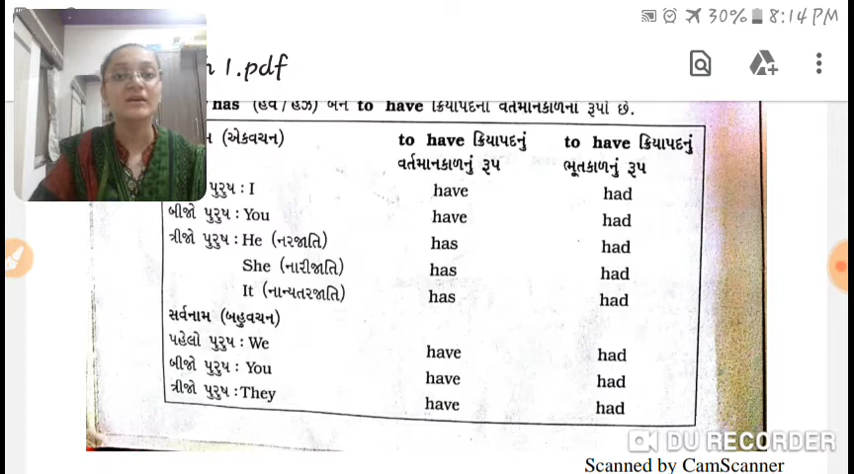 30% 8:14 PM
1.pdf
has (હેવ / હેઝ) બંને to have ક્રિયાપદનાં વર્તમાનકાળનાં રૂપો છે.
(એકવચન) to have ક્રિયાપદનું to have ક્રિયાપદનું
વર્તમાનકાળનું રૂપ ભૂતકાળનું રૂપ
પુરુષ : I have had
બીજો પુરુષ : You have had
ત્રીજો પુરુષ : He (નરજાતિ) has had
She (નારીજાતિ) has had
It (નાન્યતરજાતિ) has had
સર્વનામ (બહુવચન)
પહેલો પુરુષ : We have had
બીજો પુરુષ : You have had
ત્રીજો પુરુષ : They have had
DU RECORDER
Scanned by CamScanner